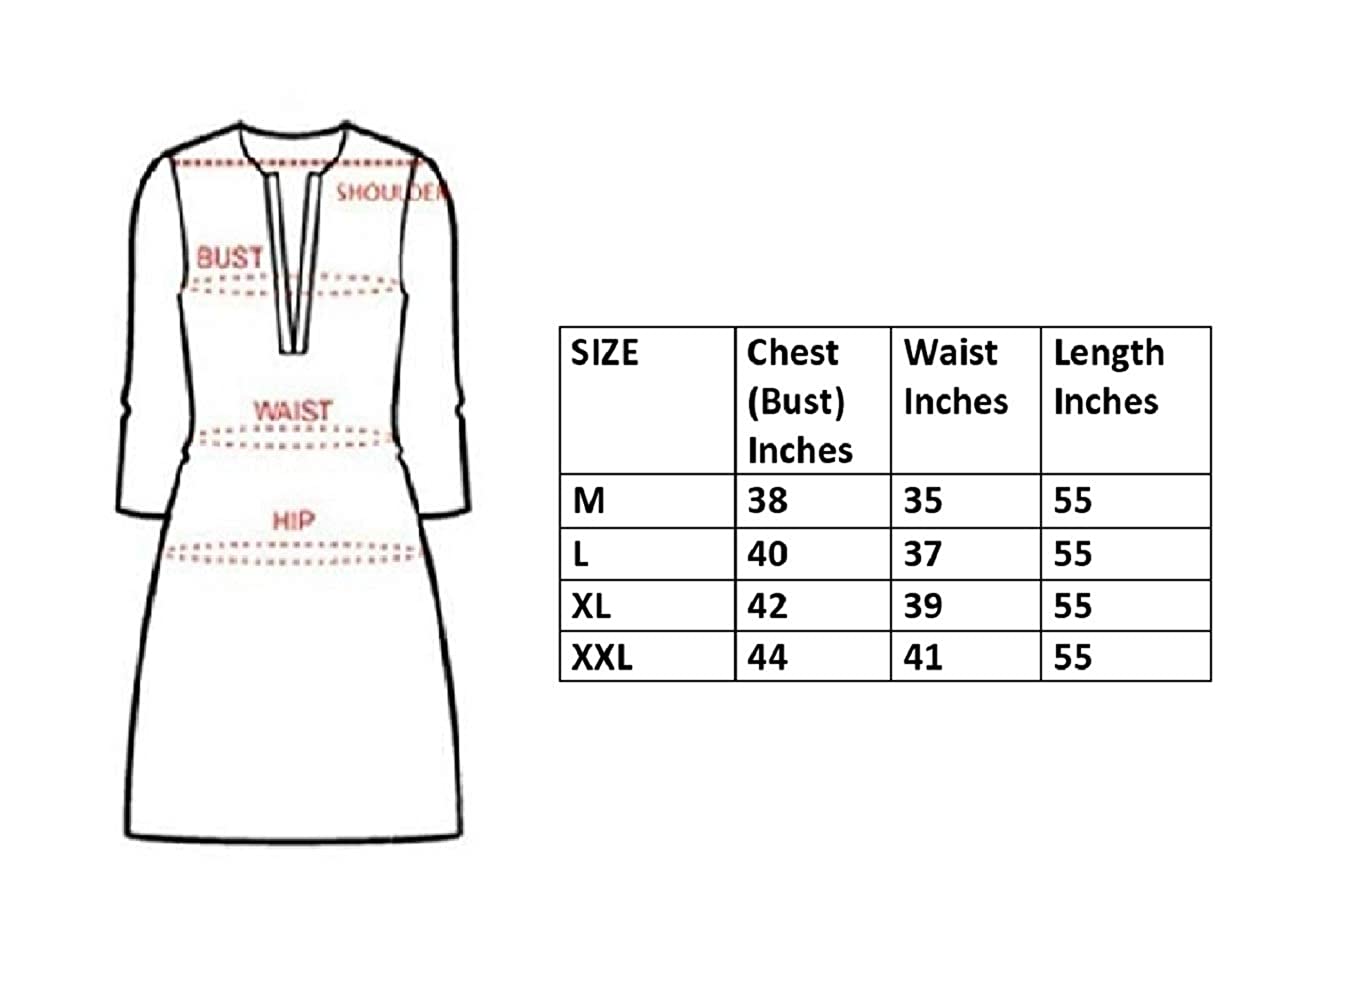 SHOULDER
BUST
WAIST
HIP
SIZE Chest Waist Length
(Bust) Inches Inches
Inches
M 38 35 55
L 40 37 55
XL 42 39 55
XXL 44 41 55